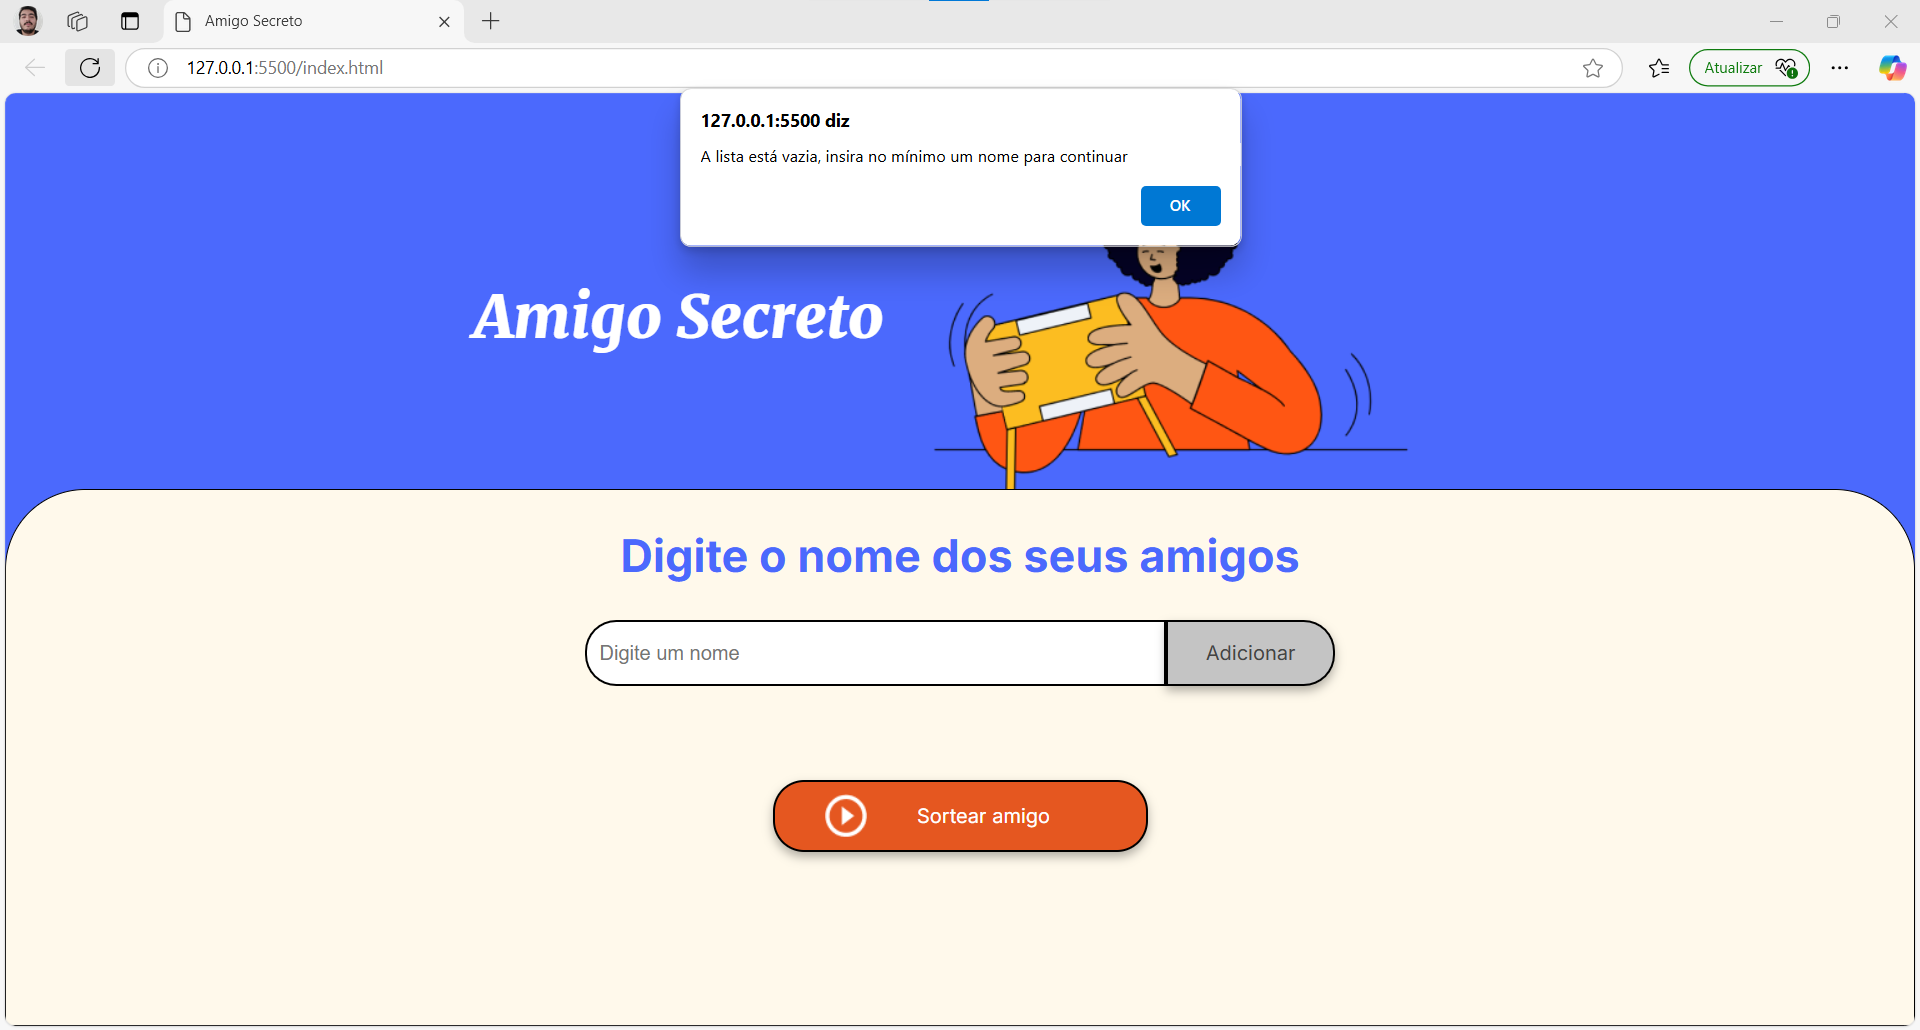 Amigo Secreto
127.0.0.1:5500/index.html
Atualizar
127.0.0.1:5500 diz
A lista está vazia, insira no mínimo um nome para continuar
OK
Amigo Secreto
Digite o nome dos seus amigos
Digite um nome
Adicionar
Sortear amigo